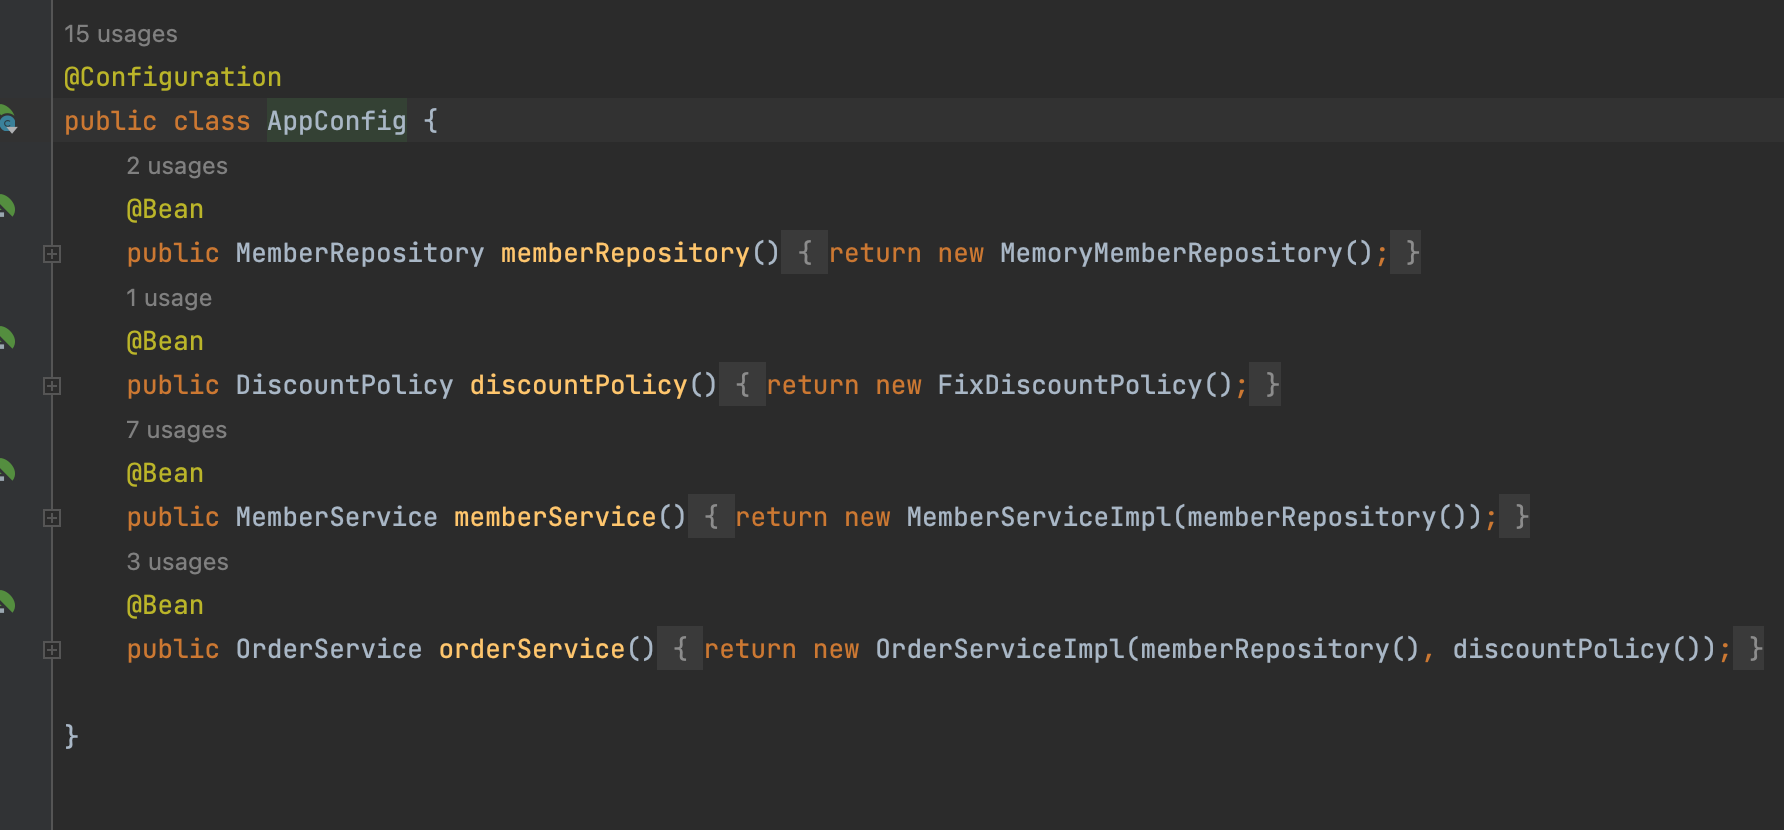 15 usages
@Configuration
public class AppConfig {
2 usages
@Bean
public MemberRepository memberRepository() { return new MemoryMemberRepository(); }
1 usage
@Bean
public DiscountPolicy discountPolicy() { return new FixDiscountPolicy(); }
7 usages
@Bean
public MemberService memberService() { return new MemberServiceImpl(memberRepository()); }
3 usages
@Bean
public OrderService orderService() { return new OrderServiceImpl(memberRepository(), discountPolicy()); }
}